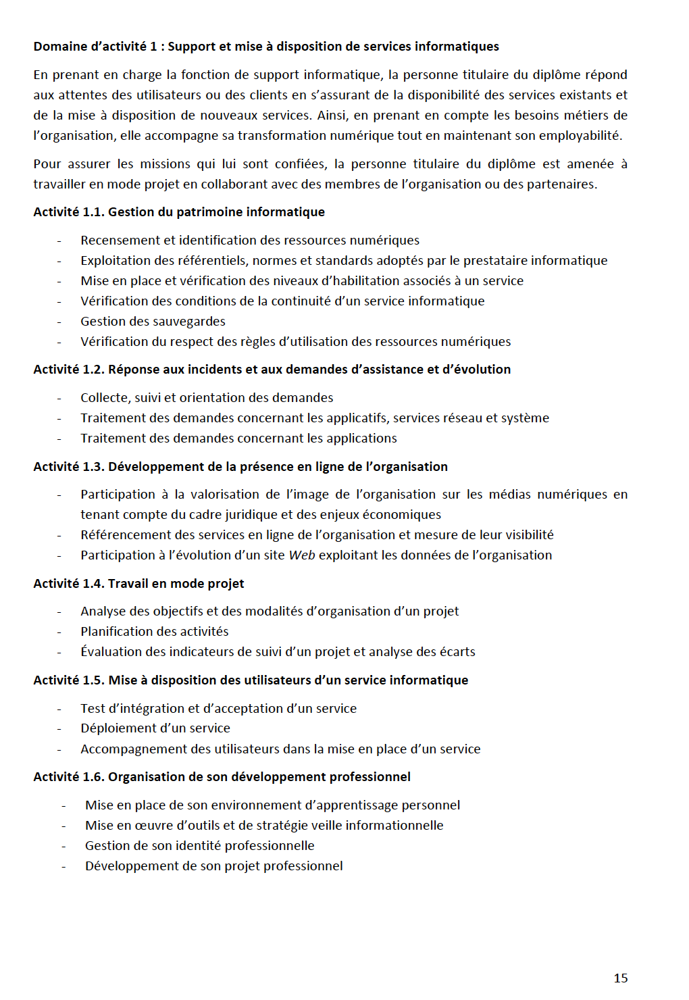 Domaine d’activité 1 : Support et mise à disposition de services informatiques
En prenant en charge la fonction de support informatique, la personne titulaire du diplôme répond
aux attentes des utilisateurs ou des clients en s’assurant de la disponibilité des services existants et
de la mise à disposition de nouveaux services. Ainsi, en prenant en compte les besoins métiers de
l’organisation, elle accompagne sa transformation numérique tout en maintenant son employabilité.
Pour assurer les missions qui lui sont confiées, la personne titulaire du diplôme est amenée à
travailler en mode projet en collaborant avec des membres de l’organisation ou des partenaires.
Activité 1.1. Gestion du patrimoine informatique
- Recensement et identification des ressources numériques
- Exploitation des référentiels, normes et standards adoptés par le prestataire informatique
- Mise en place et vérification des niveaux d’habilitation associés à un service
- Vérification des conditions de la continuité d’un service informatique
- Gestion des sauvegardes
- Vérification du respect des règles d’utilisation des ressources numériques
Activité 1.2. Réponse aux incidents et aux demandes d’assistance et d’évolution
- Collecte, suivi et orientation des demandes
- Traitement des demandes concernant les applicatifs, services réseau et système
- Traitement des demandes concernant les applications
Activité 1.3. Développement de la présence en ligne de l’organisation
- Participation à la valorisation de l’image de l’organisation sur les médias numériques en
tenant compte du cadre juridique et des enjeux économiques
- Référencement des services en ligne de l’organisation et mesure de leur visibilité
- Participation à l’évolution d’un site Web exploitant les données de l’organisation
Activité 1.4. Travail en mode projet
- Analyse des objectifs et des modalités d’organisation d’un projet
- Planification des activités
- Évaluation des indicateurs de suivi d’un projet et analyse des écarts
Activité 1.5. Mise à disposition des utilisateurs d’un service informatique
- Test d’intégration et d’acceptation d’un service
- Déploiement d’un service
- Accompagnement des utilisateurs dans la mise en place d’un service
Activité 1.6. Organisation de son développement professionnel
- Mise en place de son environnement d’apprentissage personnel
- Mise en œuvre d’outils et de stratégie veille informationnelle
- Gestion de son identité professionnelle
- Développement de son projet professionnel
15